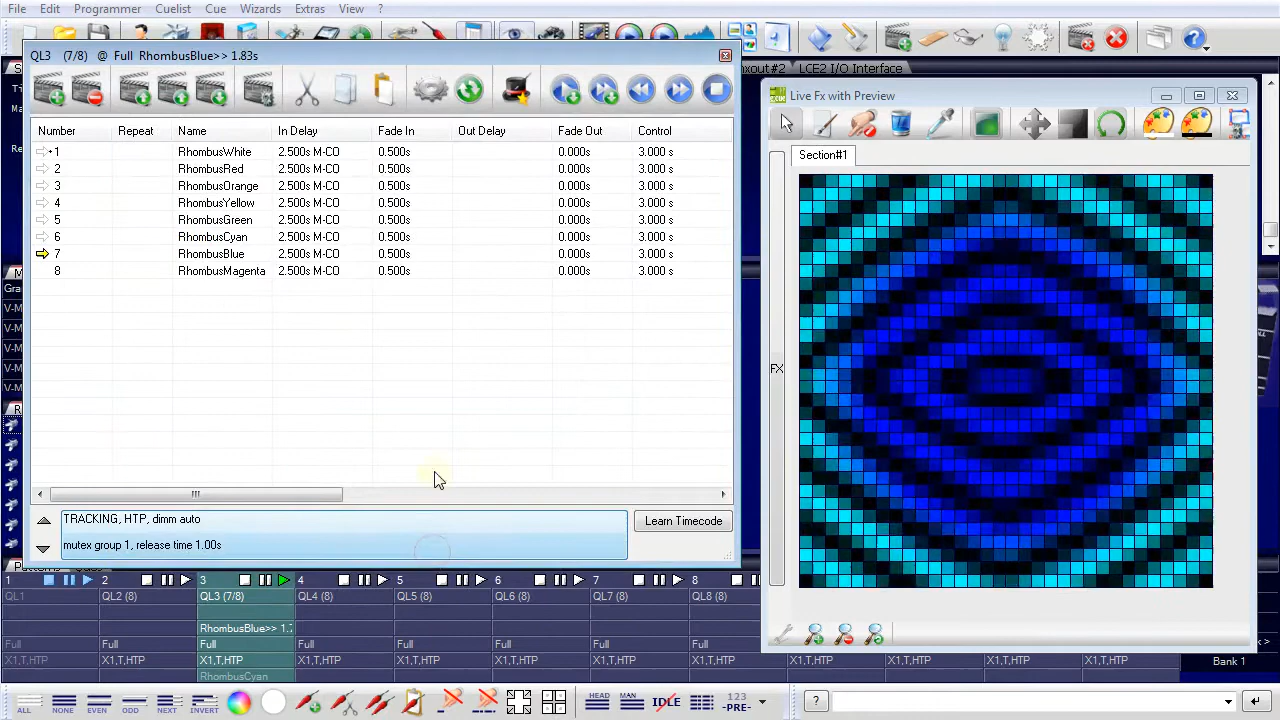 File Edit Programmer Cuelist Cue Wizards Extras View ?
(7/8) @ Full RhombusBlue>> 1.83s
nxout#2 LCE2 I/O Interface
Live Fx with Preview
Number Repeat In Delay Fade In Out Delay Fade Out Control
Section#1
1 RhombusWhite 2.500s M-CO 0.500s 0.000s 3.000 s
RhombusRed 2.500s M-CO 0.500s 0.000s 3.000 s
3 RhombusOrange 2.500s M-CO 0.500s 0.000s 3.000 s
4 2.500s M-CO 0.500s 0.000s 3.000 s
5 RhombusGreen 2.500s M-CO 0.500s 0.000s 3.000 s
6 RhombusCyan 2.500s M-CO 0.500s 0.000s 3.000 s
7 RhombusBlue 2.500s M-CO 0.500s 0.000s 3.000 s
RhombusMagenta 2.500s M-CO 0.500s 0.000s 3.000 s
FX
TRACKING, HTP, dimm auto
Learn Timecode
mutex group 1, release time 1.00s
1 2 3 4 5 6 7 8
QL1 QL2 (8) QL3 (7/8) QL4 (8) QL5 (8) QL6 (8) QL7 (8) QL8 (8)
RhombusBlue>> 1.7
Full Full Full Full Full Full Full Full
X1,T,HTP X1,T,HTP X1,T,HTP X1,T,HTP X1,T,HTP X1,T,HTP X1,T,HTP X1,T,HTP X1,T,HTP X1,T,HTP X1,T,HTP X1,T,HTP Bank 1
RhombusCyan
ALL NONE EVEN ODD NEXT INVERT HEAD MAN IDLE 123 -PRE- ?